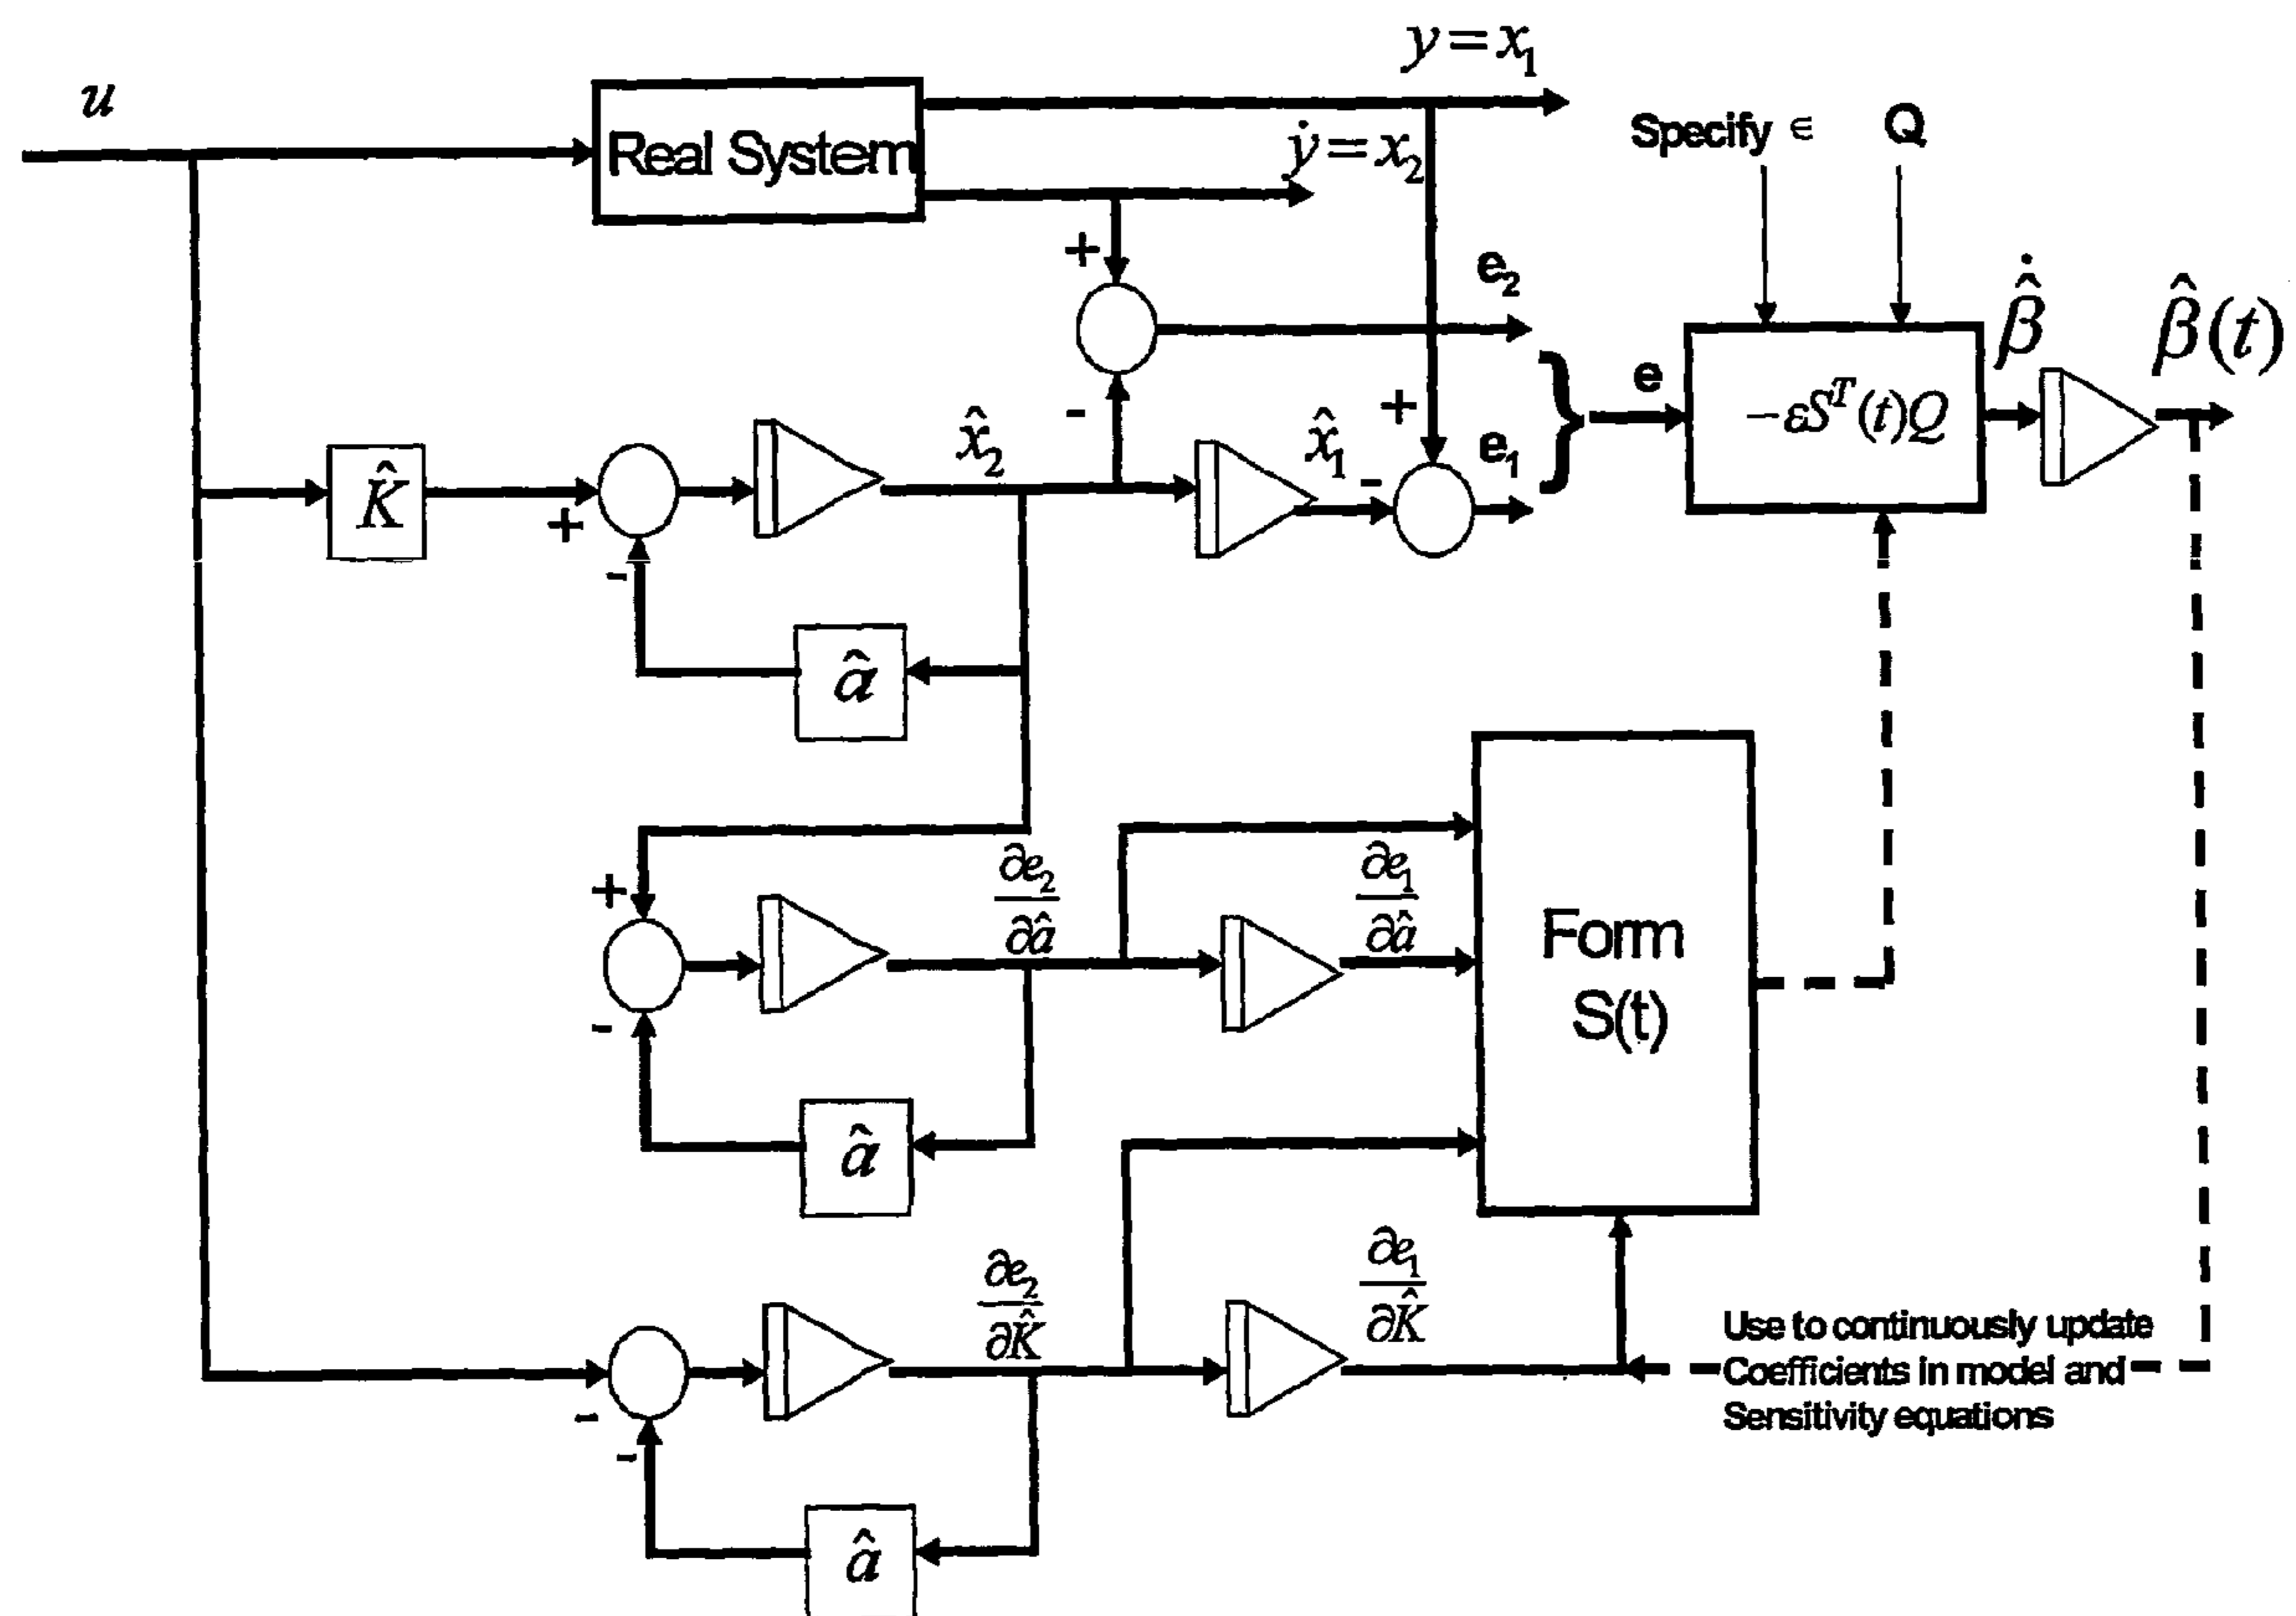 y=x₁
u
Real System
ẏ=x₂
Specify ∈
Q
+
e₂
-
+
e
-εSᵀ(t)Q
β̂̇
β̂(t)
K̂
+
-
x̂₂
x̂₁
-
e₁
}
â
+
-
∂e₂/∂â
∂e₁/∂â
Form
S(t)
â
-
-
∂e₂/∂K̂
∂e₁/∂K̂
Use to continuously update
Coefficients in model and
Sensitivity equations
â